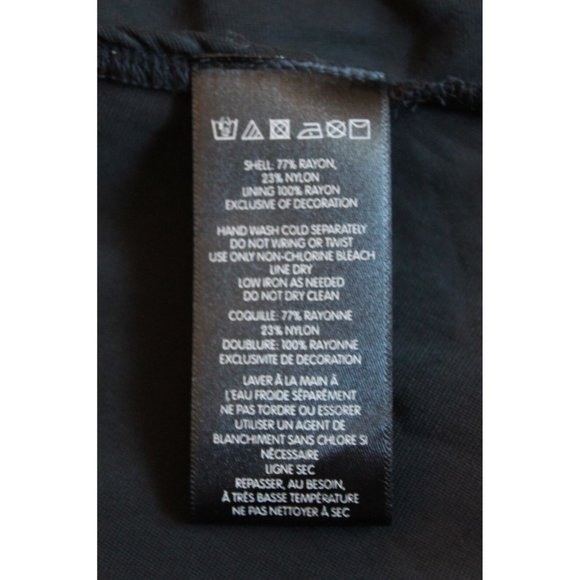 SHELL: 77% RAYON,
23% NYLON
LINING 100% RAYON
EXCLUSIVE OF DECORATION
HAND WASH COLD SEPARATELY
DO NOT WRING OR TWIST
USE ONLY NON-CHLORINE BLEACH
LINE DRY
LOW IRON AS NEEDED
DO NOT DRY CLEAN
COQUILLE: 77% RAYONNE
23% NYLON
DOUBLURE: 100% RAYONNE
EXCLUSIVITE DE DECORATION
LAVER À LA MAIN À
L'EAU FROIDE SÉPARÉMENT
NE PAS TORDRE OU ESSORER
UTILISER UN AGENT DE
BLANCHIMENT SANS CHLORE SI
NÉCESSAIRE
LIGNE SEC
REPASSER, AU BESOIN,
À TRÈS BASSE TEMPÉRATURE
NE PAS NETTOYER À SEC